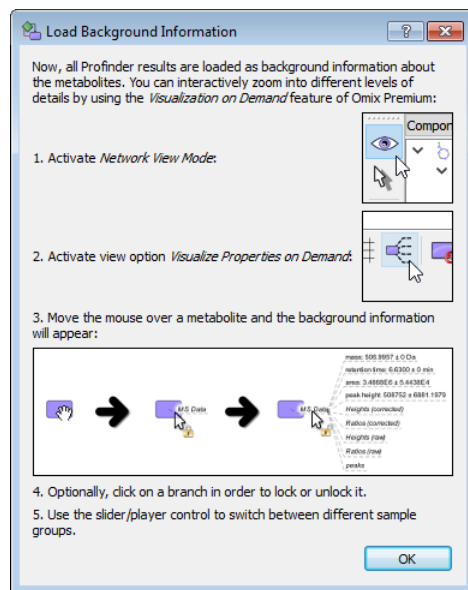 Load Background Information
Now, all Profinder results are loaded as background information about
the metabolites. You can interactively zoom into different levels of
details by using the Visualization on Demand feature of Omix Premium:
Compor
1. Activate Network View Mode:
2. Activate view option Visualize Properties on Demand:
3. Move the mouse over a metabolite and the background information
will appear:
mass: 506.9957 ± 0 Da
retention time: 6.6300 ± 0 min
area: 3.4868E6 ± 5.4438E4
peak height: 508752 ± 6881.1979
MS Data
MS Data
Heights (corrected)
Ratios (corrected)
Heights (raw)
Ratios (raw)
peaks
4. Optionally, click on a branch in order to lock or unlock it.
5. Use the slider/player control to switch between different sample
groups.
OK